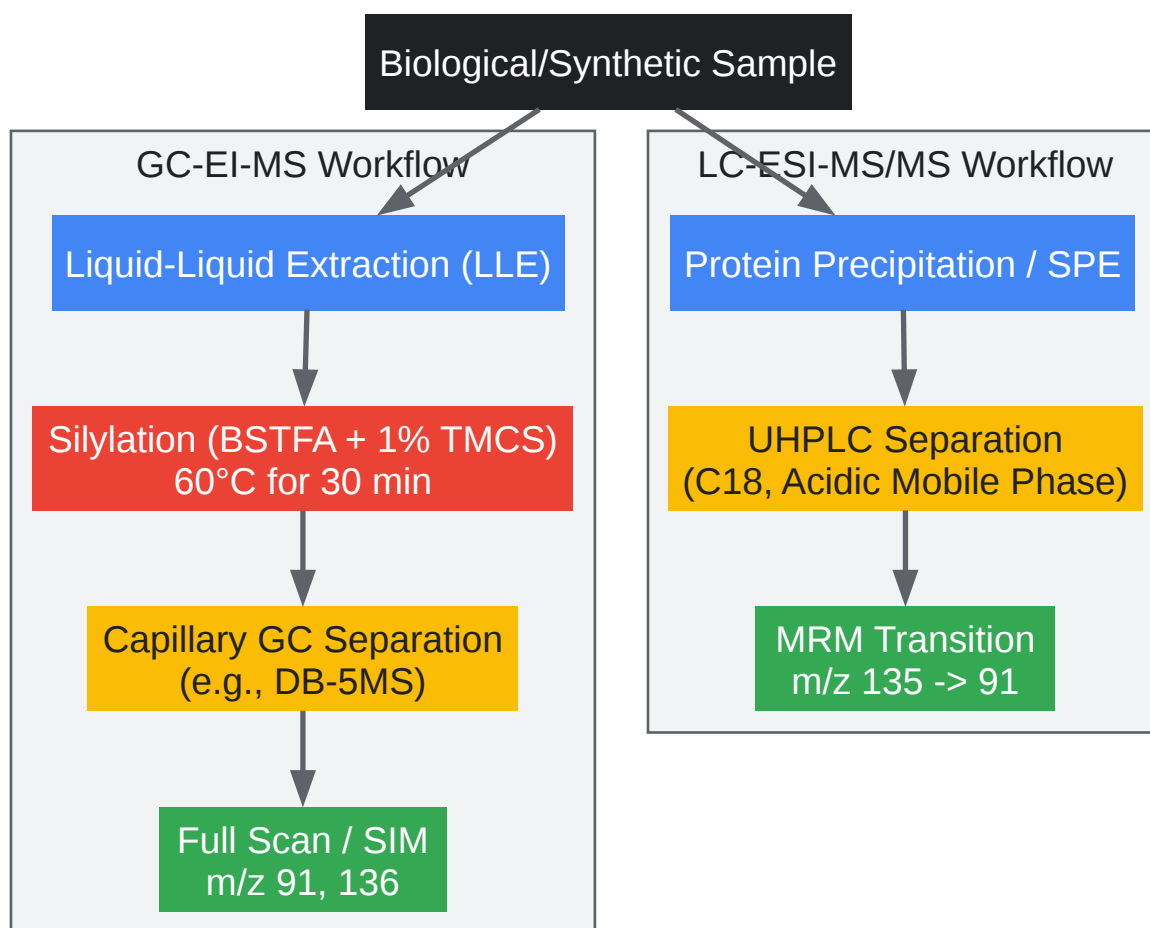 Biological/Synthetic Sample
GC-EI-MS Workflow
Liquid-Liquid Extraction (LLE)
Silylation (BSTFA + 1% TMCS)
60°C for 30 min
Capillary GC Separation
(e.g., DB-5MS)
Full Scan / SIM
m/z 91, 136
LC-ESI-MS/MS Workflow
Protein Precipitation / SPE
UHPLC Separation
(C18, Acidic Mobile Phase)
MRM Transition
m/z 135 -> 91